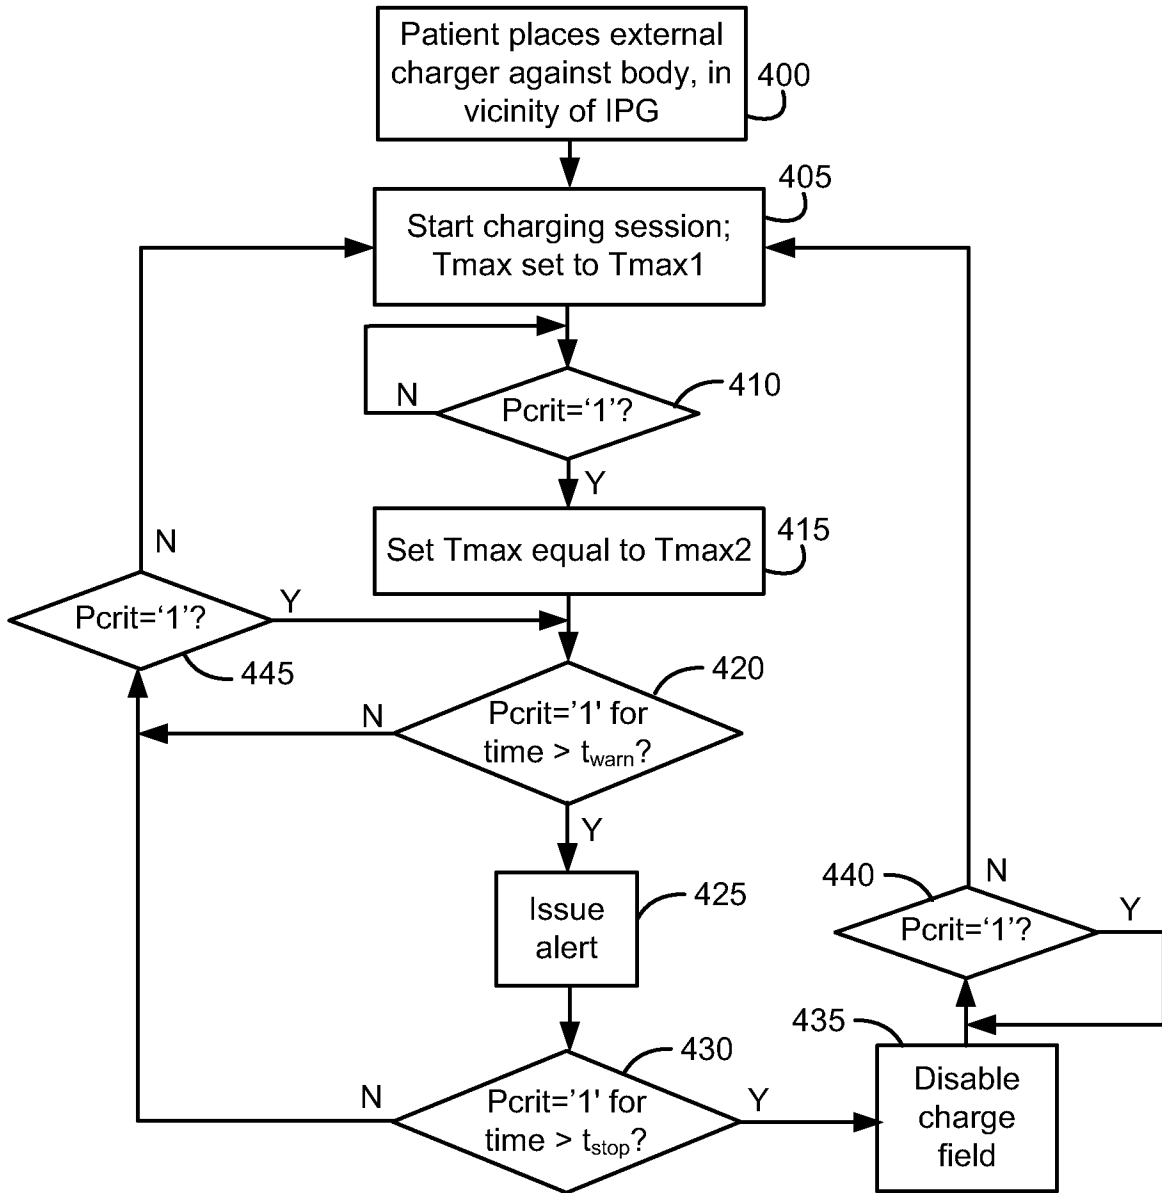 Patient places external
charger against body, in
vicinity of IPG
400
405
Start charging session;
Tmax set to Tmax1
N
Pcrit=‘1’?
410
Y
Set Tmax equal to Tmax2
415
N
Pcrit=‘1’?
Y
445
420
N
Pcrit=’1' for
time > twarn?
Y
Issue
alert
425
440
N
Pcrit=‘1’?
Y
430
N
Pcrit=’1' for
time > tstop?
Y
435
Disable
charge
field